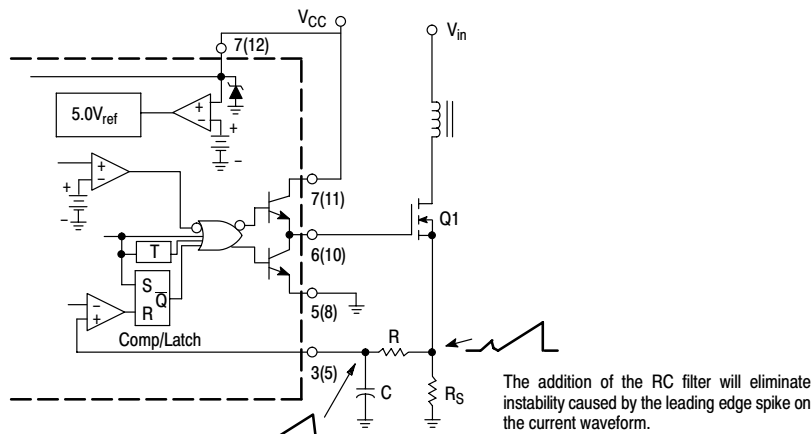 VCC
Vin
7(12)
5.0Vref
+
−
+
−
+
−
+
−
7(11)
Q1
6(10)
T
S
Q
R
5(8)
−
+
Comp/Latch
R
3(5)
C
RS
The addition of the RC filter will eliminate
instability caused by the leading edge spike on
the current waveform.